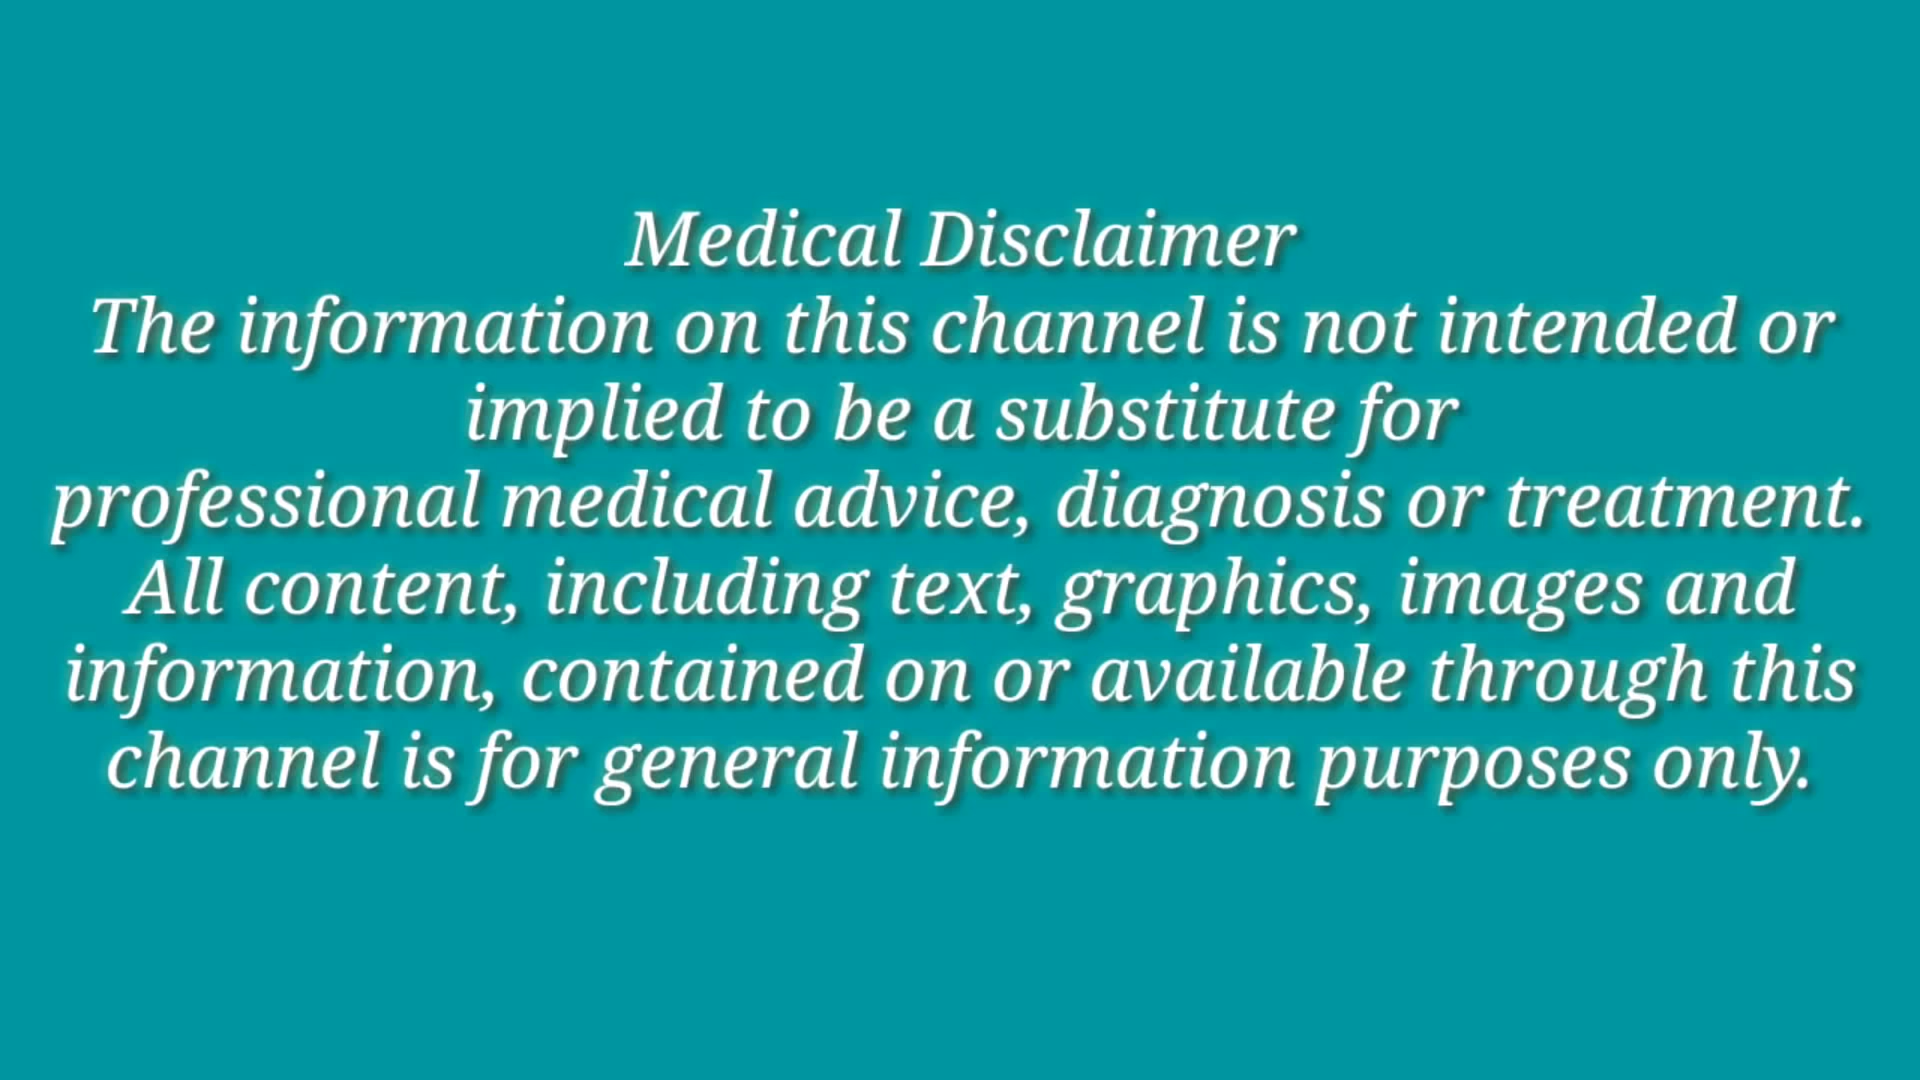 Medical Disclaimer
The information on this channel is not intended or
implied to be a substitute for
professional medical advice, diagnosis or treatment.
All content, including text, graphics, images and
information, contained on or available through this
channel is for general information purposes only.